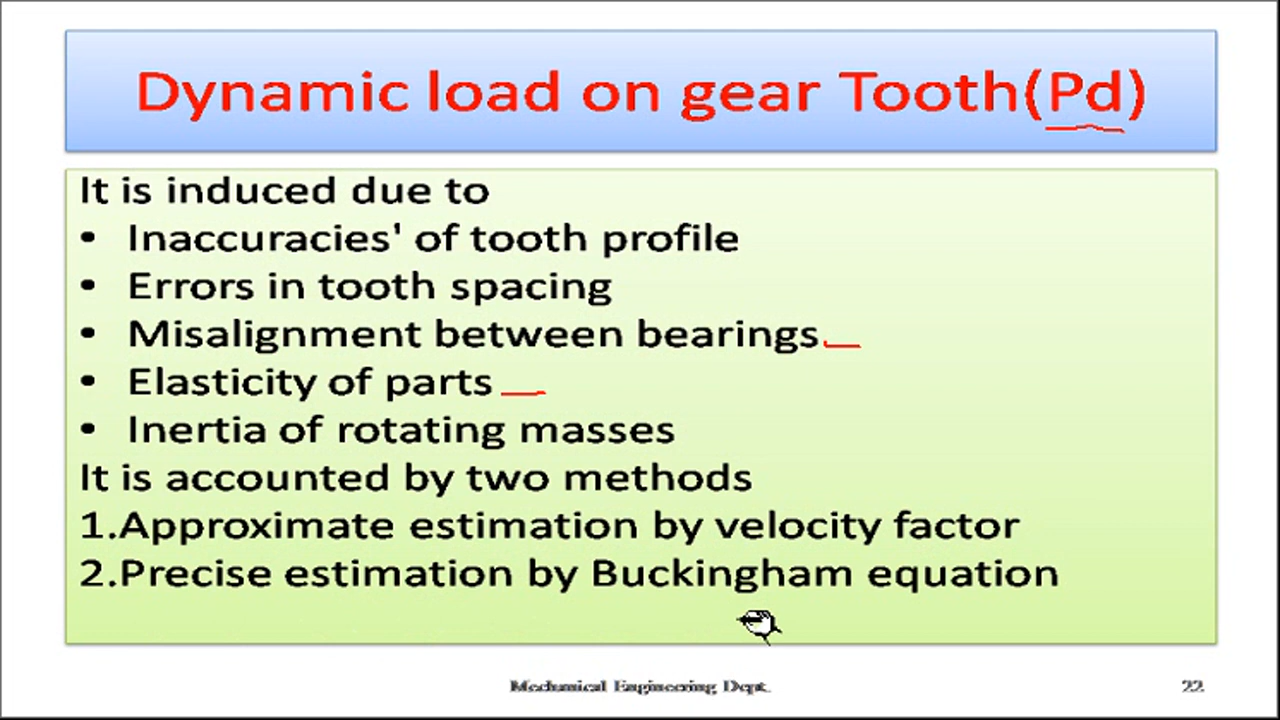 Dynamic load on gear Tooth(Pd)
It is induced due to
• Inaccuracies' of tooth profile
• Errors in tooth spacing
• Misalignment between bearings
• Elasticity of parts
• Inertia of rotating masses
It is accounted by two methods
1.Approximate estimation by velocity factor
2.Precise estimation by Buckingham equation
Mechanical Engineering Dept.
22